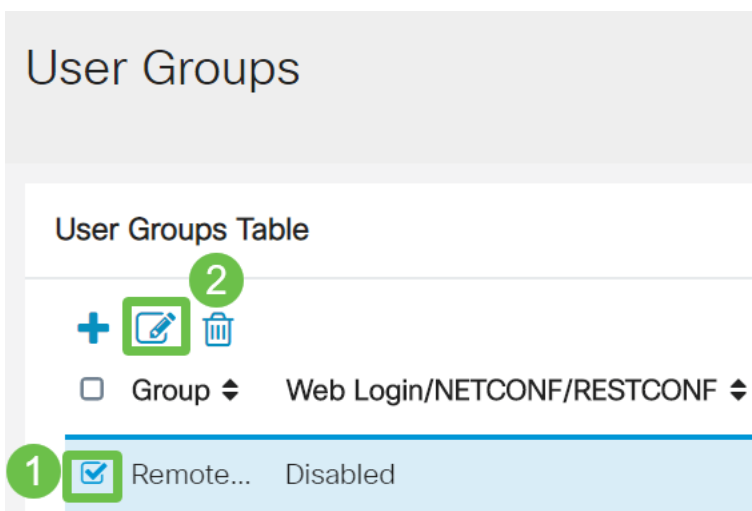 User Groups
User Groups Table
2
Group Web Login/NETCONF/RESTCONF
1 Remote... Disabled